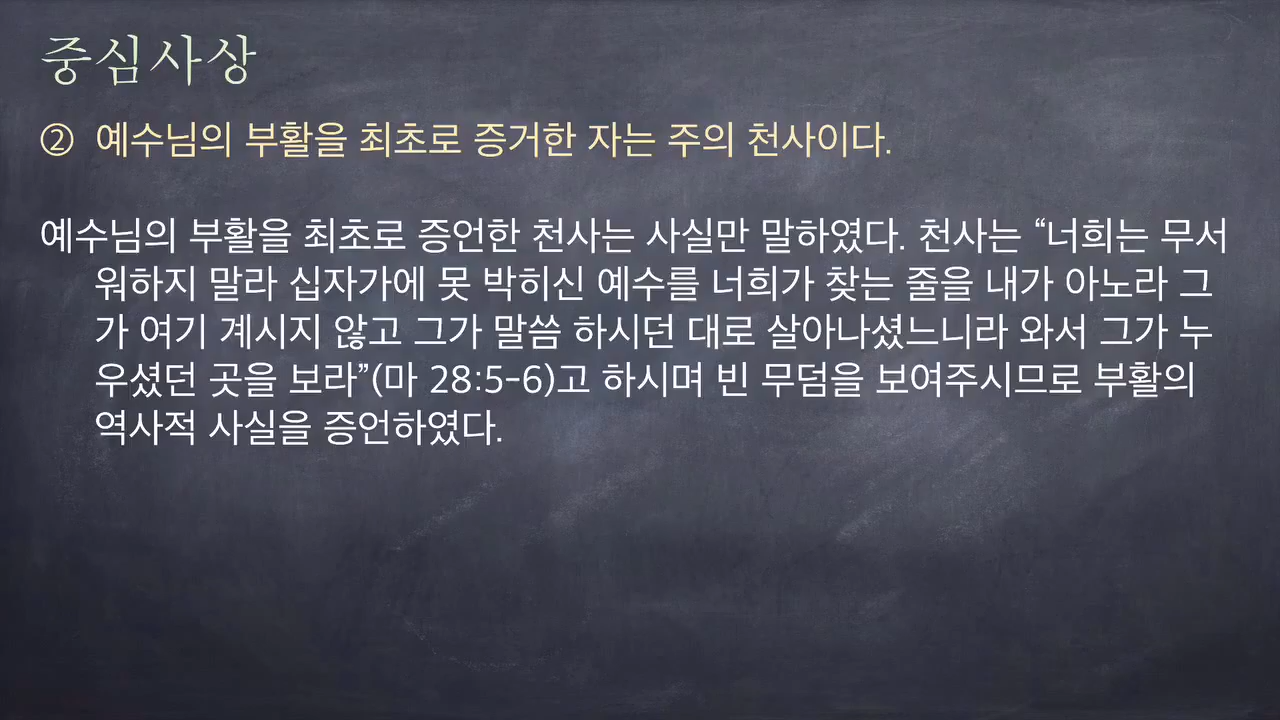 중심사상
② 예수님의 부활을 최초로 증거한 자는 주의 천사이다.
예수님의 부활을 최초로 증언한 천사는 사실만 말하였다. 천사는 “너희는 무서
워하지 말라 십자가에 못 박히신 예수를 너희가 찾는 줄을 내가 아노라 그
가 여기 계시지 않고 그가 말씀 하시던 대로 살아나셨느니라 와서 그가 누
우셨던 곳을 보라”(마 28:5-6)고 하시며 빈 무덤을 보여주시므로 부활의
역사적 사실을 증언하였다.